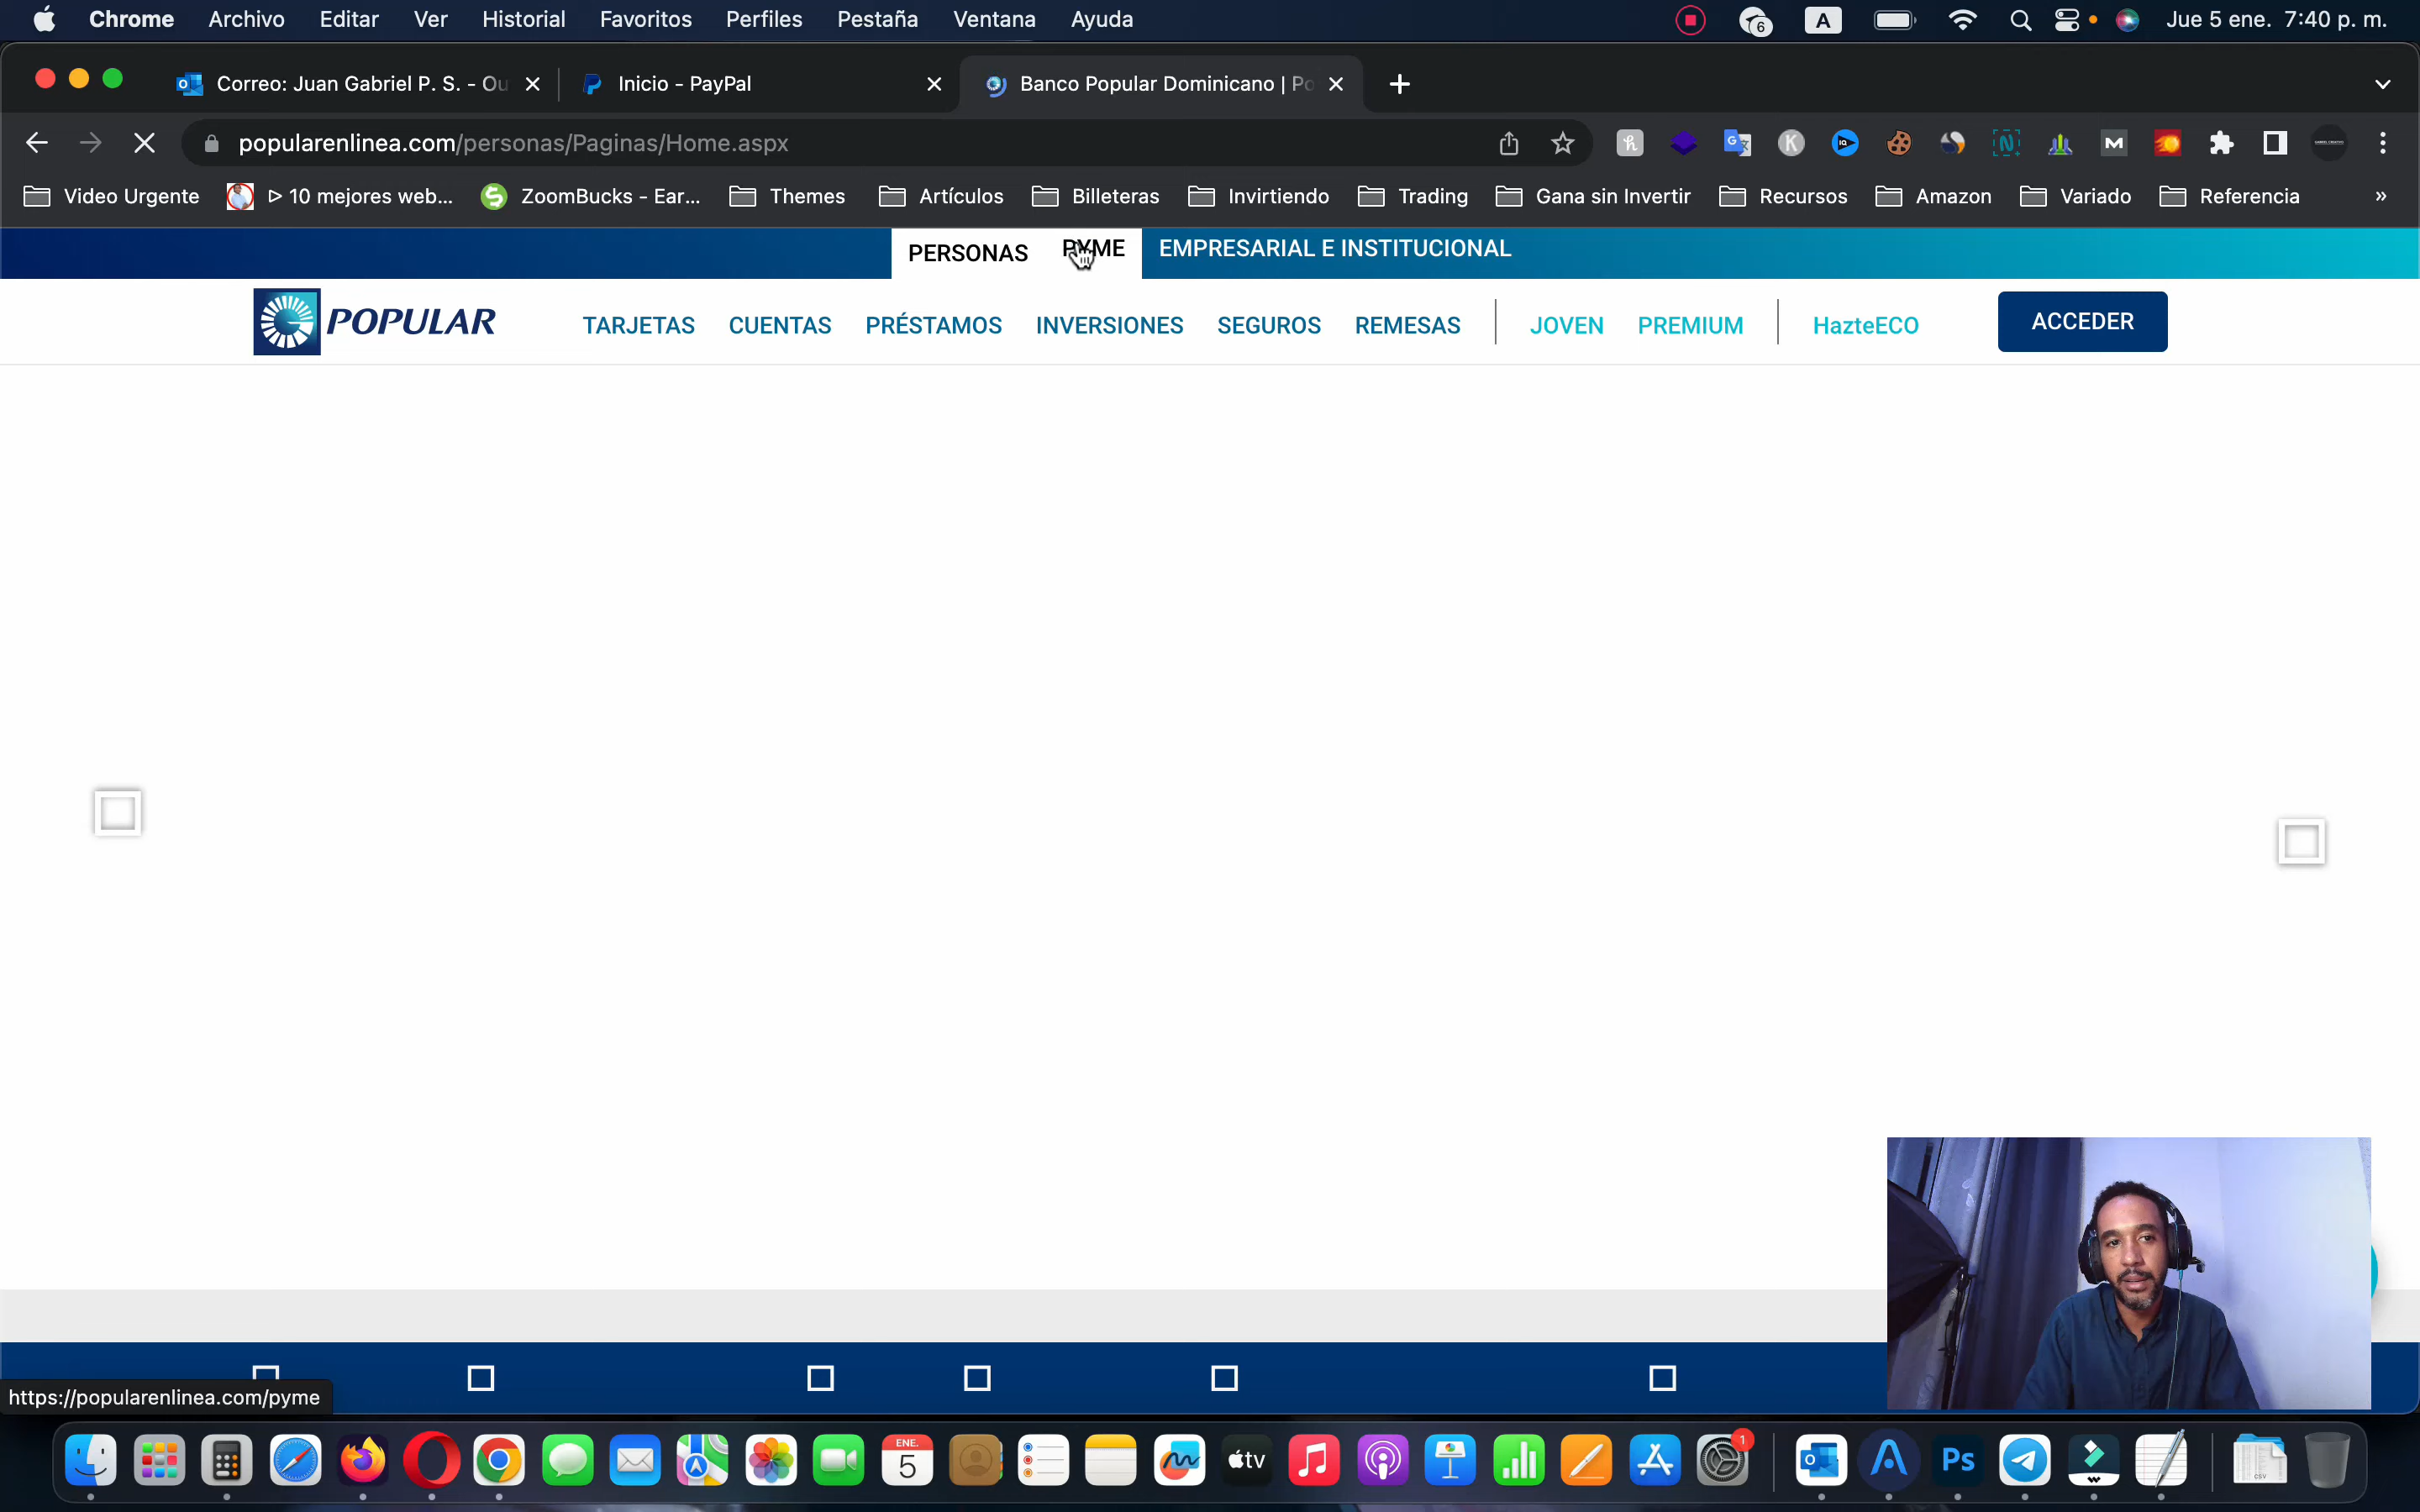 Chrome Archivo Editar Ver Historial Favoritos Perfiles Pestaña Ventana Ayuda 6 A Jue 5 ene. 7:40 p. m.
Correo: Juan Gabriel P. S. - Ou Inicio - PayPal Banco Popular Dominicano | Po
popularenlinea.com/personas/Paginas/Home.aspx
Video Urgente ▷ 10 mejores web... ZoomBucks - Ear... Themes Artículos Billeteras Invirtiendo Trading Gana sin Invertir Recursos Amazon Variado Referencia »
PERSONAS PYME EMPRESARIAL E INSTITUCIONAL
POPULAR TARJETAS CUENTAS PRÉSTAMOS INVERSIONES SEGUROS REMESAS JOVEN PREMIUM HazteECO ACCEDER
https://popularenlinea.com/pyme
ENE. 5 tv 1 Ps